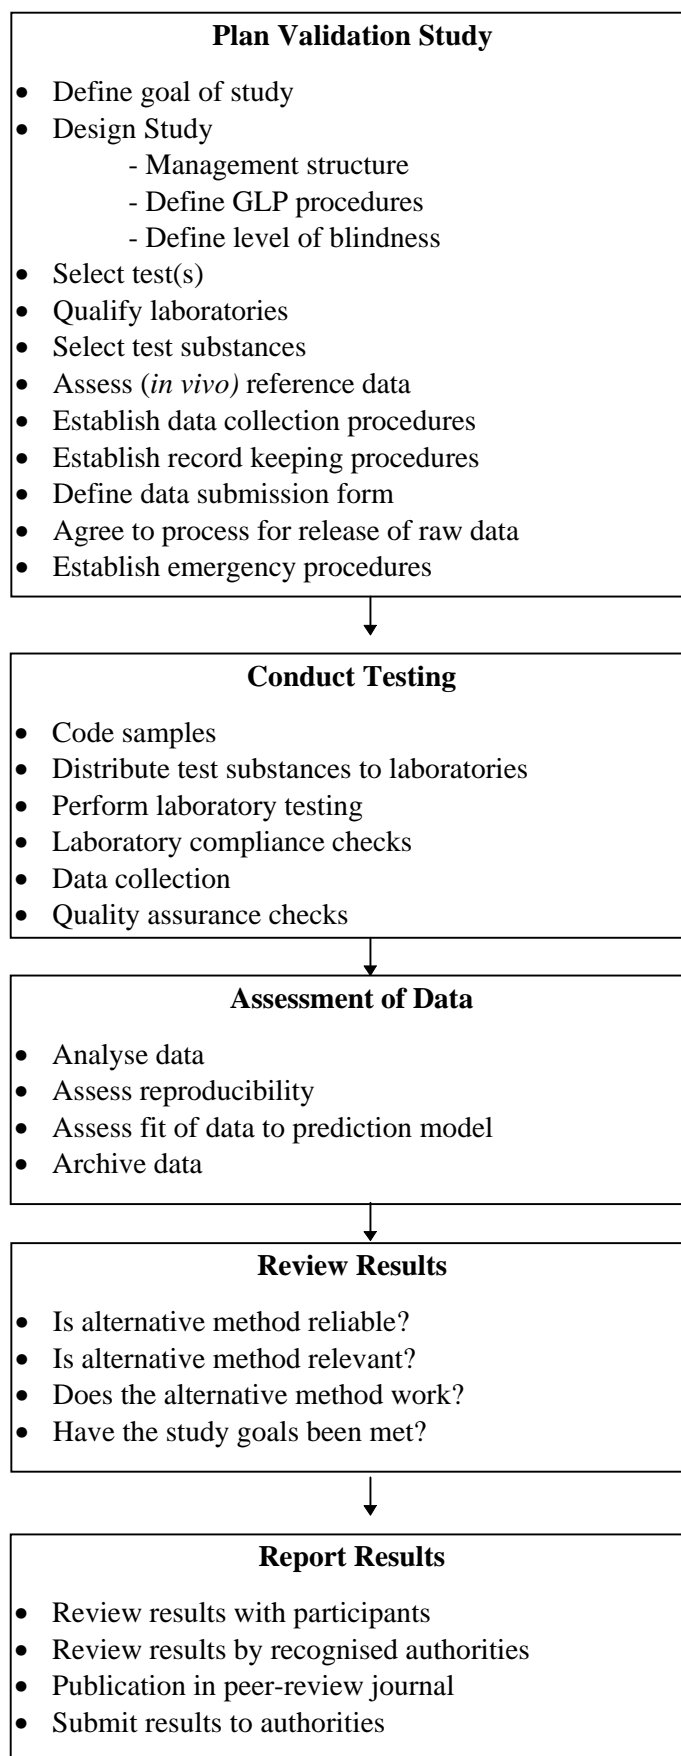 Plan Validation Study
• Define goal of study
• Design Study
- Management structure
- Define GLP procedures
- Define level of blindness
• Select test(s)
• Qualify laboratories
• Select test substances
• Assess (in vivo) reference data
• Establish data collection procedures
• Establish record keeping procedures
• Define data submission form
• Agree to process for release of raw data
• Establish emergency procedures
Conduct Testing
• Code samples
• Distribute test substances to laboratories
• Perform laboratory testing
• Laboratory compliance checks
• Data collection
• Quality assurance checks
Assessment of Data
• Analyse data
• Assess reproducibility
• Assess fit of data to prediction model
• Archive data
Review Results
• Is alternative method reliable?
• Is alternative method relevant?
• Does the alternative method work?
• Have the study goals been met?
Report Results
• Review results with participants
• Review results by recognised authorities
• Publication in peer-review journal
• Submit results to authorities